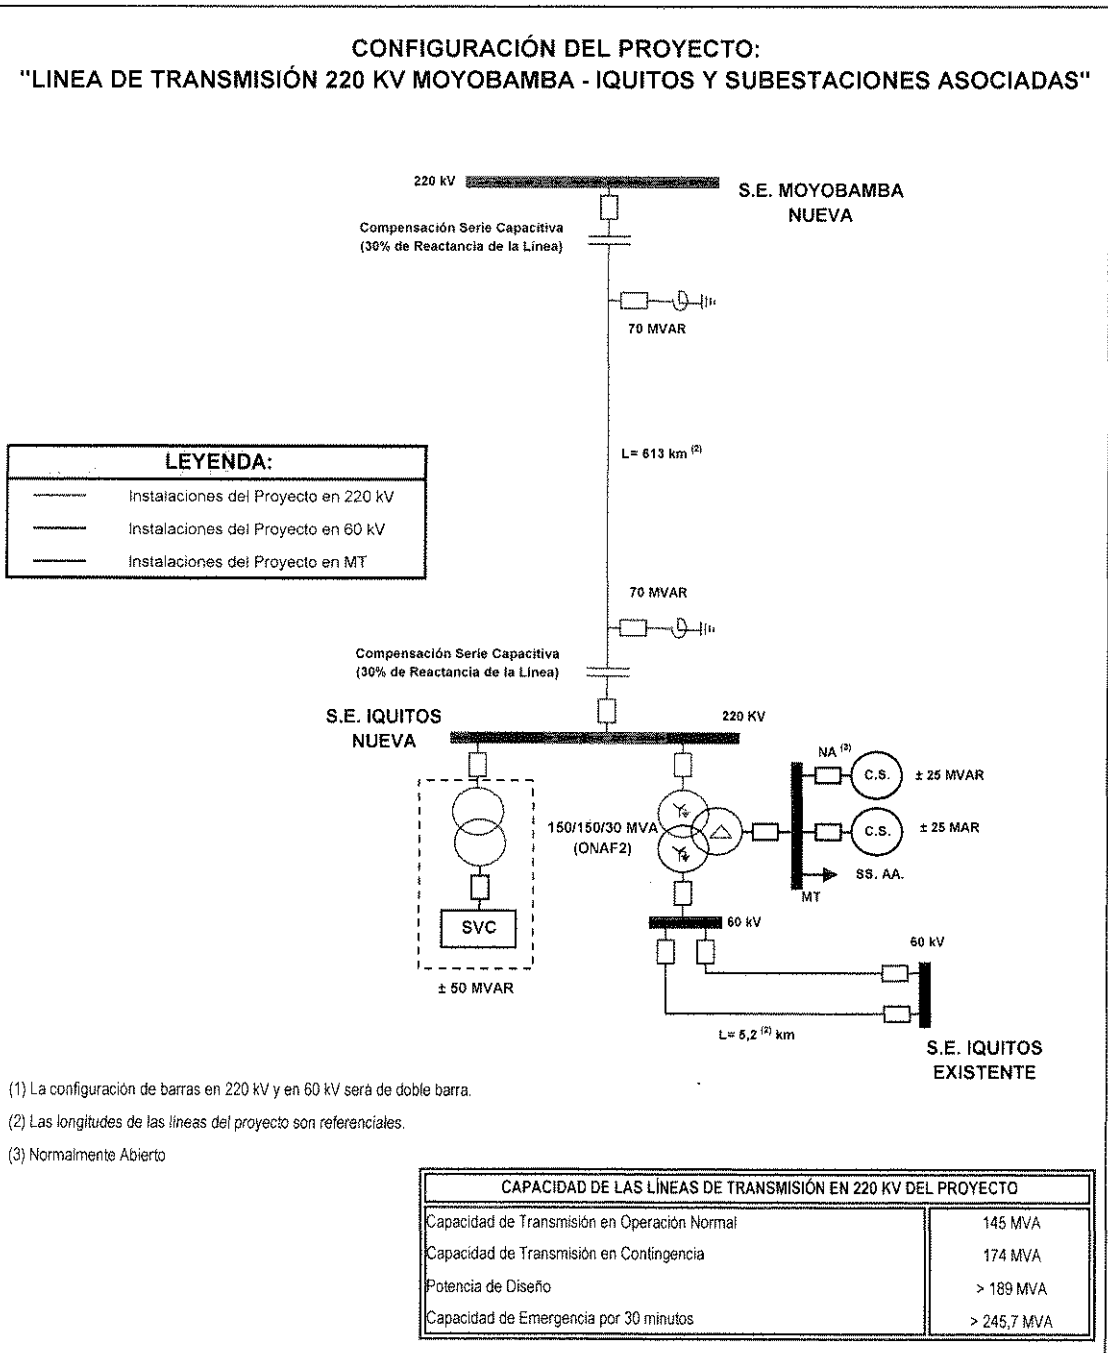 CONFIGURACIÓN DEL PROYECTO:
"LINEA DE TRANSMISIÓN 220 KV MOYOBAMBA - IQUITOS Y SUBESTACIONES ASOCIADAS"
220 kV
S.E. MOYOBAMBA
NUEVA
Compensación Serie Capacitiva
(30% de Reactancia de la Línea)
70 MVAR
L= 613 km (2)
LEYENDA:
Instalaciones del Proyecto en 220 kV
Instalaciones del Proyecto en 60 kV
Instalaciones del Proyecto en MT
70 MVAR
Compensación Serie Capacitiva
(30% de Reactancia de la Línea)
S.E. IQUITOS
NUEVA
220 KV
NA (3)
C.S.
± 25 MVAR
150/150/30 MVA
(ONAF2)
C.S.
± 25 MAR
SS. AA.
MT
SVC
± 50 MVAR
60 kV
60 kV
L= 5,2 (2) km
S.E. IQUITOS
EXISTENTE
(1) La configuración de barras en 220 kV y en 60 kV será de doble barra.
(2) Las longitudes de las líneas del proyecto son referenciales.
(3) Normalmente Abierto
CAPACIDAD DE LAS LÍNEAS DE TRANSMISIÓN EN 220 KV DEL PROYECTO
Capacidad de Transmisión en Operación Normal 145 MVA
Capacidad de Transmisión en Contingencia 174 MVA
Potencia de Diseño > 189 MVA
Capacidad de Emergencia por 30 minutos > 245,7 MVA